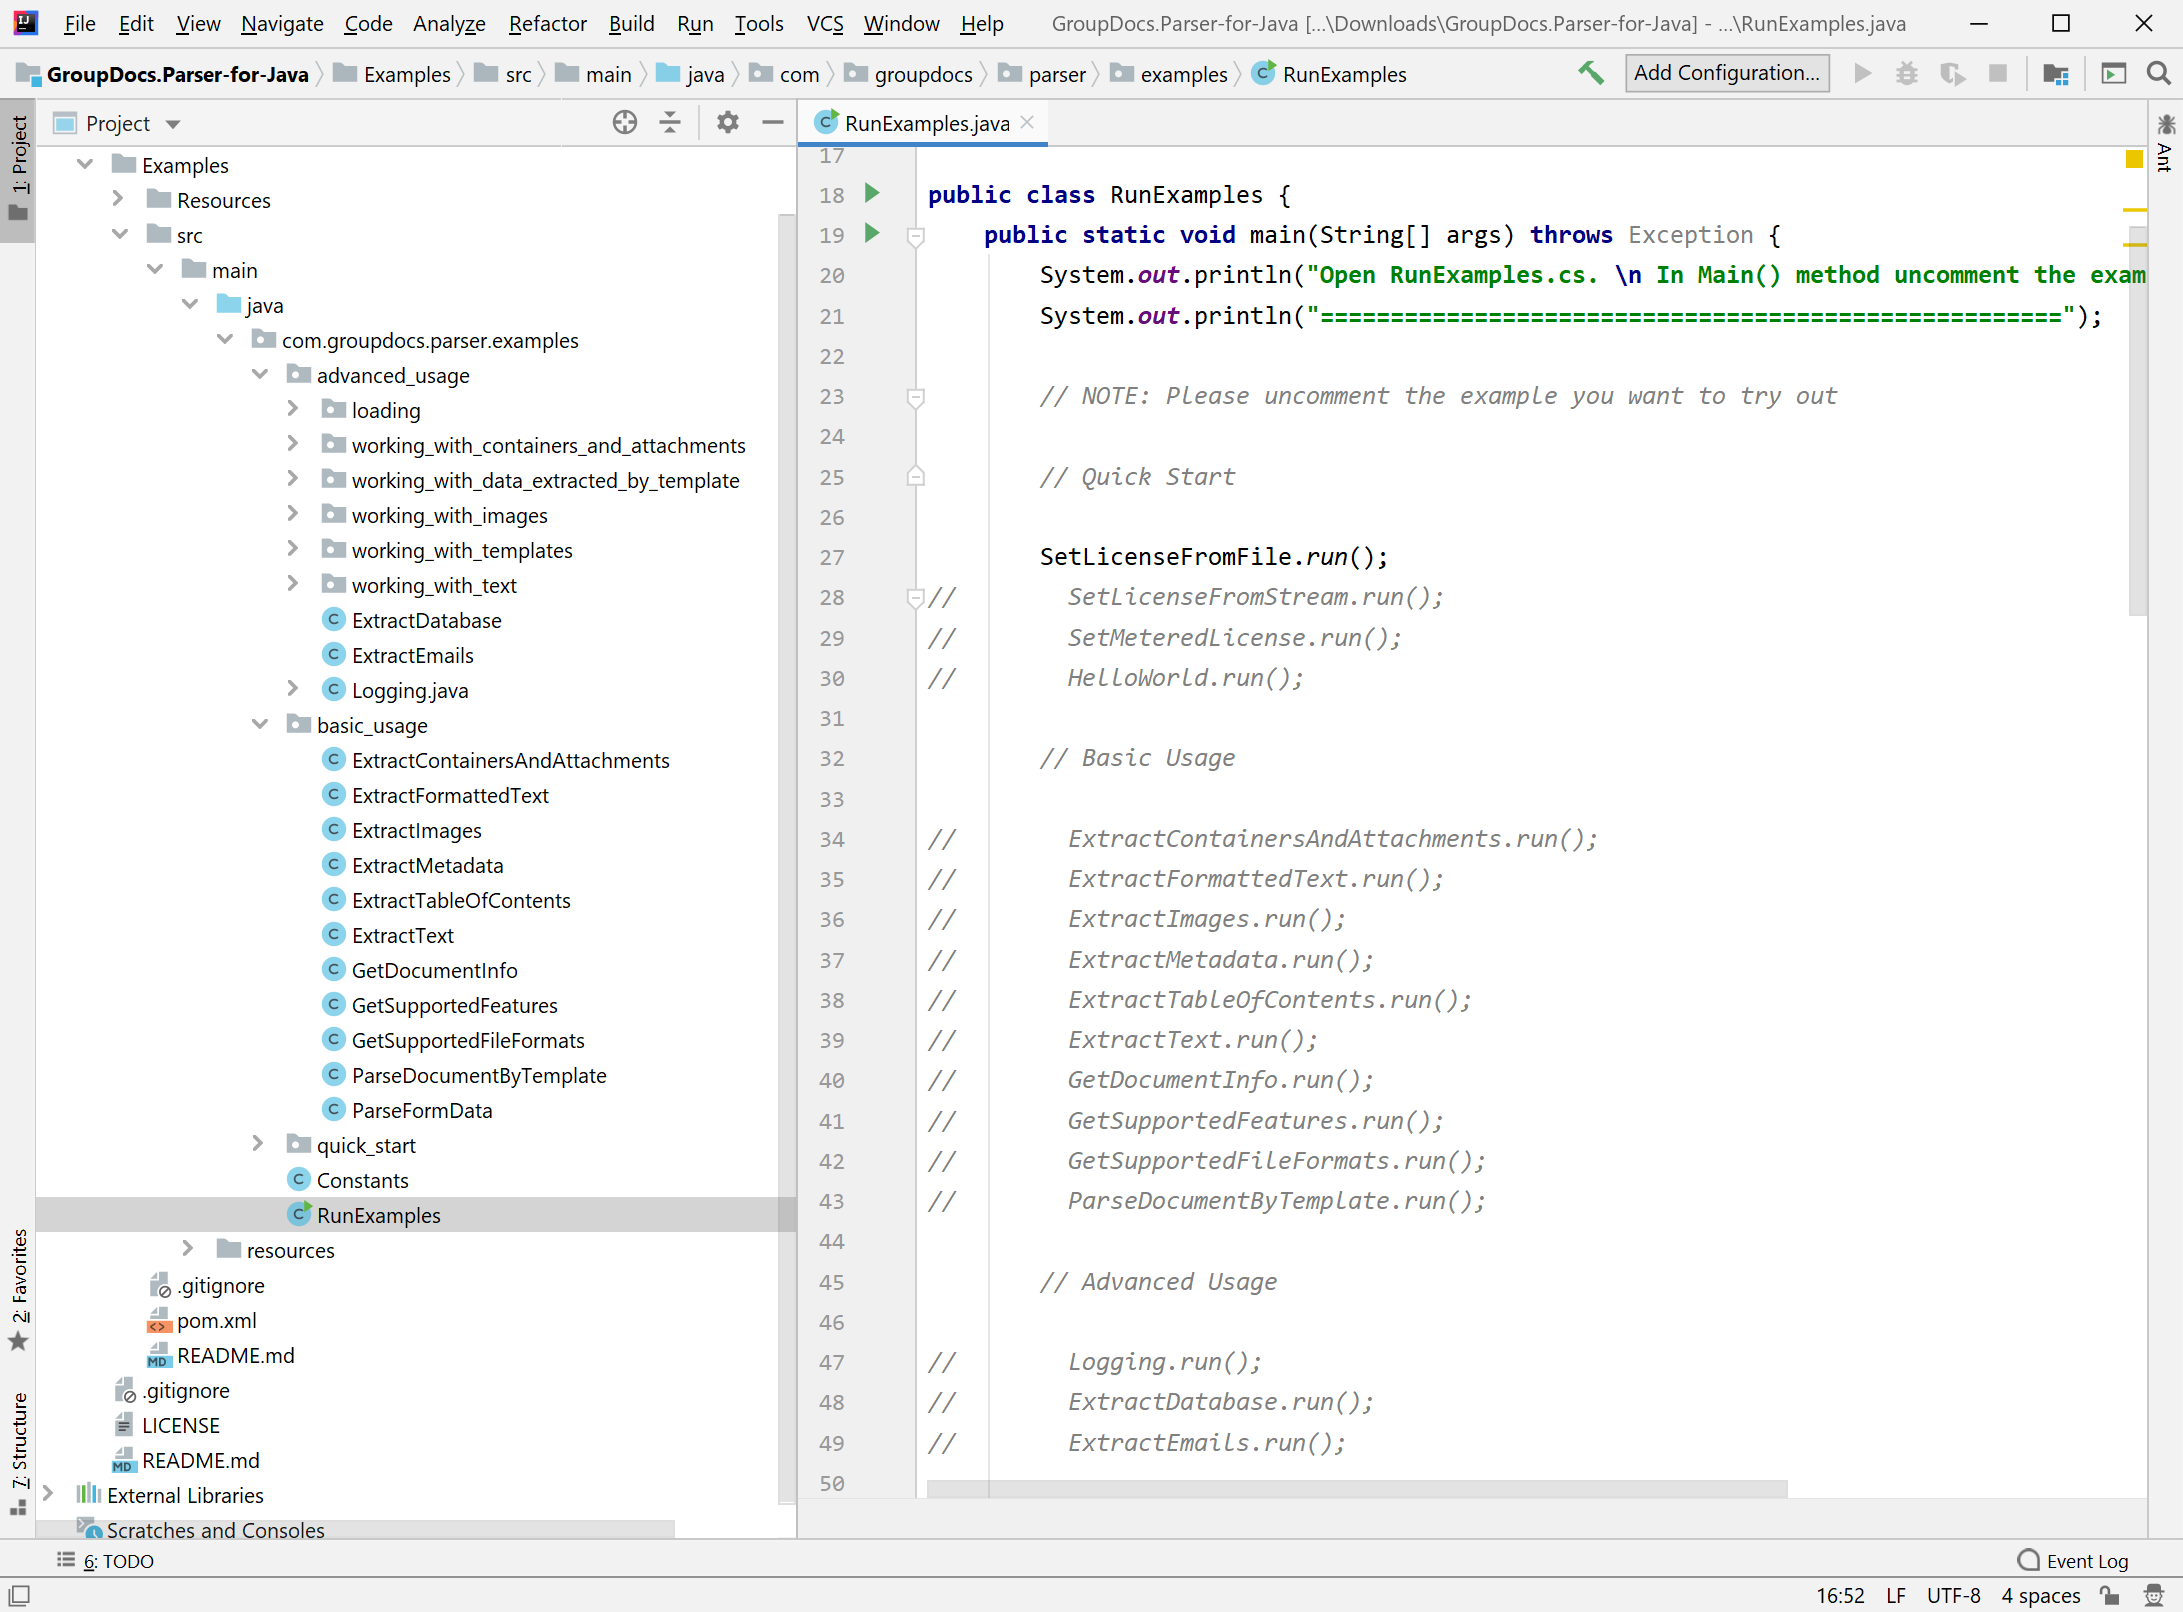 File Edit View Navigate Code Analyze Refactor Build Run Tools VCS Window Help GroupDocs.Parser-for-Java [...\Downloads\GroupDocs.Parser-for-Java] - ...\RunExamples.java
GroupDocs.Parser-for-Java Examples src main java com groupdocs parser examples RunExamples Add Configuration...
1: Project
2: Favorites
7: Structure
Project
Examples
Resources
src
main
java
com.groupdocs.parser.examples
advanced_usage
loading
working_with_containers_and_attachments
working_with_data_extracted_by_template
working_with_images
working_with_templates
working_with_text
ExtractDatabase
ExtractEmails
Logging.java
basic_usage
ExtractContainersAndAttachments
ExtractFormattedText
ExtractImages
ExtractMetadata
ExtractTableOfContents
ExtractText
GetDocumentInfo
GetSupportedFeatures
GetSupportedFileFormats
ParseDocumentByTemplate
ParseFormData
quick_start
Constants
RunExamples
resources
.gitignore
pom.xml
README.md
.gitignore
LICENSE
README.md
External Libraries
Scratches and Consoles
RunExamples.java
17
18 public class RunExamples {
19 public static void main(String[] args) throws Exception {
20 System.out.println("Open RunExamples.cs. \n In Main() method uncomment the exam
21 System.out.println("=====================================================");
22
23 // NOTE: Please uncomment the example you want to try out
24
25 // Quick Start
26
27 SetLicenseFromFile.run();
28 // SetLicenseFromStream.run();
29 // SetMeteredLicense.run();
30 // HelloWorld.run();
31
32 // Basic Usage
33
34 // ExtractContainersAndAttachments.run();
35 // ExtractFormattedText.run();
36 // ExtractImages.run();
37 // ExtractMetadata.run();
38 // ExtractTableOfContents.run();
39 // ExtractText.run();
40 // GetDocumentInfo.run();
41 // GetSupportedFeatures.run();
42 // GetSupportedFileFormats.run();
43 // ParseDocumentByTemplate.run();
44
45 // Advanced Usage
46
47 // Logging.run();
48 // ExtractDatabase.run();
49 // ExtractEmails.run();
50
Ant
6: TODO Event Log
16:52 LF UTF-8 4 spaces